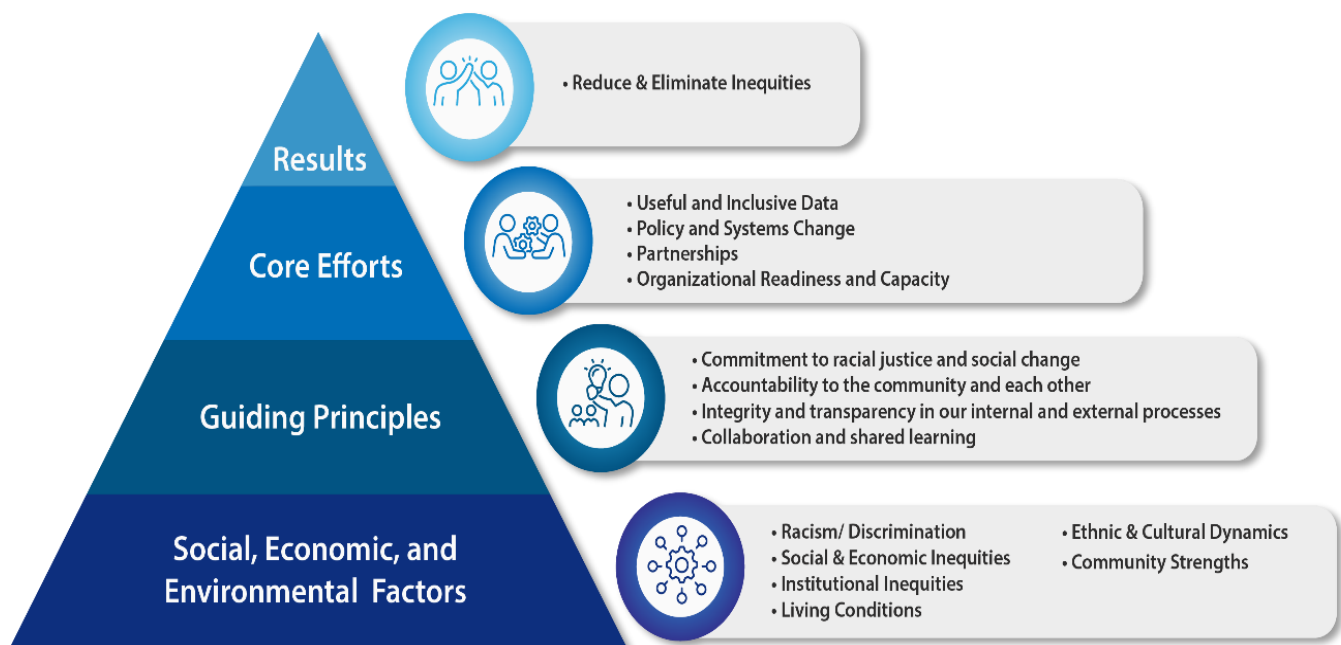 Results
• Reduce & Eliminate Inequities
Core Efforts
• Useful and Inclusive Data
• Policy and Systems Change
• Partnerships
• Organizational Readiness and Capacity
Guiding Principles
• Commitment to racial justice and social change
• Accountability to the community and each other
• Integrity and transparency in our internal and external processes
• Collaboration and shared learning
Social, Economic, and
Environmental Factors
• Racism/ Discrimination
• Social & Economic Inequities
• Institutional Inequities
• Living Conditions
• Ethnic & Cultural Dynamics
• Community Strengths